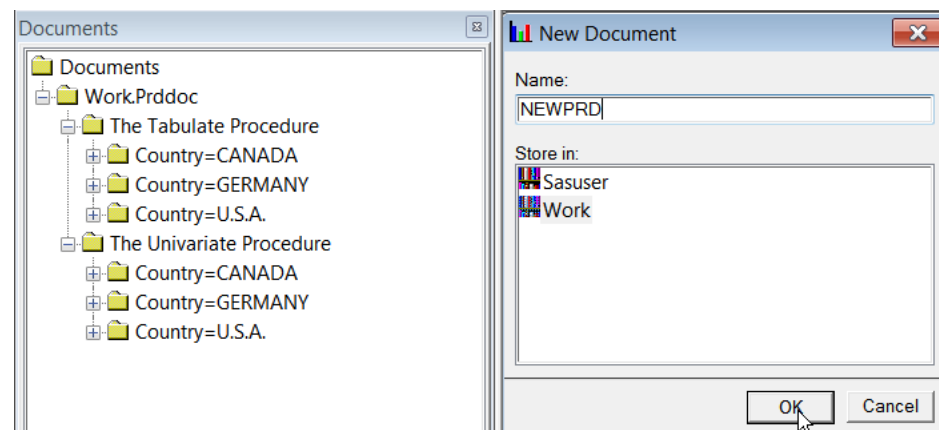 Documents
Documents
Work.Prddoc
The Tabulate Procedure
Country=CANADA
Country=GERMANY
Country=U.S.A.
The Univariate Procedure
Country=CANADA
Country=GERMANY
Country=U.S.A.
New Document
Name:
NEWPRD
Store in:
Sasuser
Work
OK
Cancel